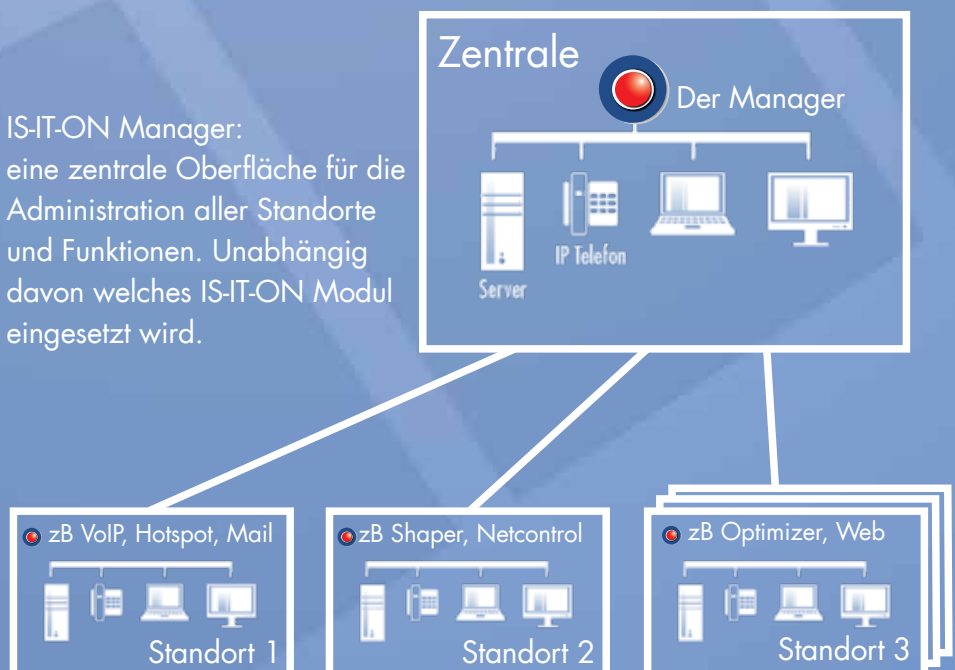 Zentrale
Der Manager
IS-IT-ON Manager:
eine zentrale Oberfläche für die
Administration aller Standorte
und Funktionen. Unabhängig
davon welches IS-IT-ON Modul
eingesetzt wird.
IP Telefon
Server
zB VoIP, Hotspot, Mail
Standort 1
zB Shaper, Netcontrol
Standort 2
zB Optimizer, Web
Standort 3